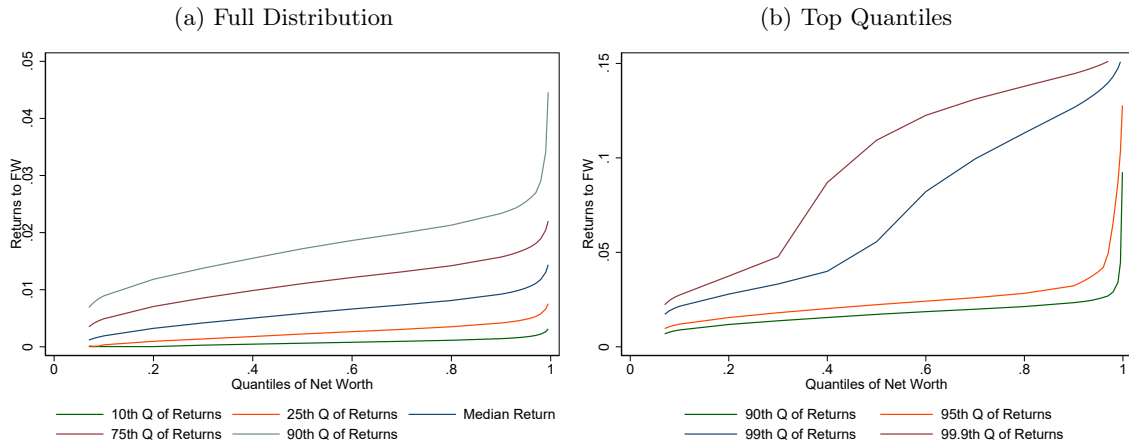 (a) Full Distribution
Returns to FW
0 .01 .02 .03 .04 .05
0 .2 .4 .6 .8 1
Quantiles of Net Worth
10th Q of Returns 25th Q of Returns Median Return
75th Q of Returns 90th Q of Returns
(b) Top Quantiles
Returns to FW
0 .05 .1 .15
0 .2 .4 .6 .8 1
Quantiles of Net Worth
90th Q of Returns 95th Q of Returns
99th Q of Returns 99.9th Q of Returns